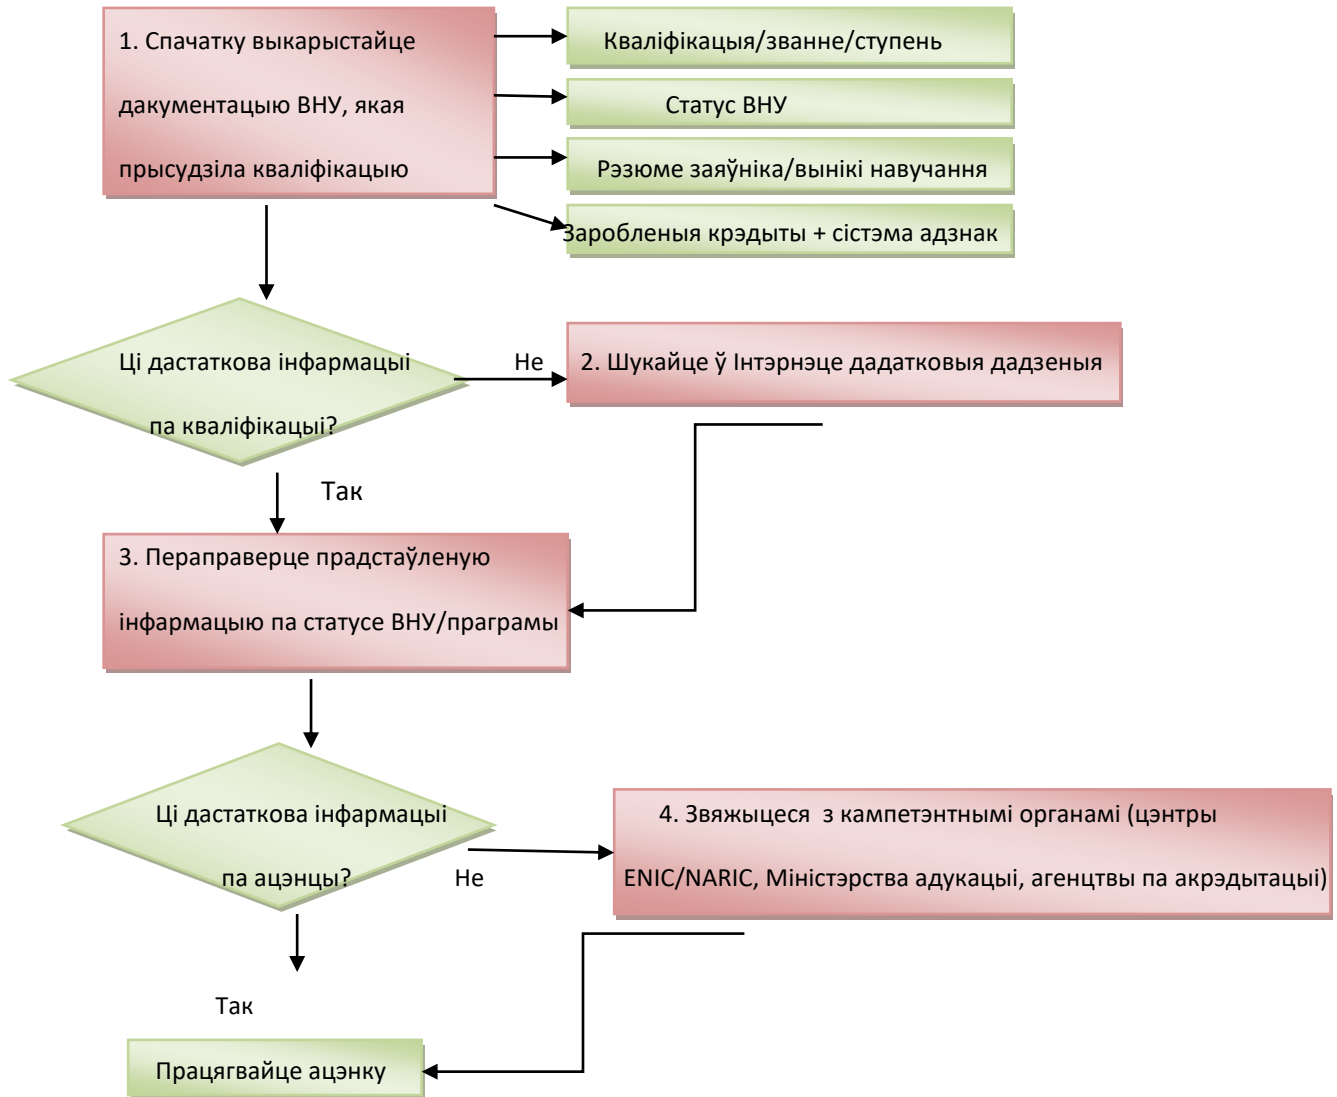 1. Спачатку выкарыстайце
дакументацыю ВНУ, якая
прысудзіла кваліфікацыю
Кваліфікацыя/званне/ступень
Статус ВНУ
Рэзюме заяўніка/вынікі навучання
Заробленыя крэдыты + сістэма адзнак
Ці дастаткова інфармацыі
па кваліфікацыі?
Не
2. Шукайце ў Інтэрнэце дадатковыя дадзеныя
Так
3. Пераправерце прадстаўленую
інфармацыю па статусе ВНУ/праграмы
Ці дастаткова інфармацыі
па ацэнцы?
Не
4. Звяжыцеся з кампетэнтнымі органамі (цэнтры
ENIC/NARIC, Міністэрства адукацыі, агенцтвы па акрэдытацыі)
Так
Працягвайце ацэнку